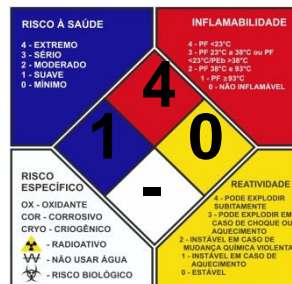 RISCO À SAÚDE
4 - EXTREMO
3 - SÉRIO
2 - MODERADO
1 - SUAVE
0 - MÍNIMO
INFLAMABILIDADE
4 - PF <23°C
3 - PF 23°C a 38°C ou PF
<23°C/PEb >38°C
2 - PF 38°C e 93°C
1 - PF ≥93°C
0 - NÃO INFLAMÁVEL
4
1
0
-
RISCO
ESPECÍFICO
OX - OXIDANTE
COR - CORROSIVO
CRYO - CRIOGÊNICO
- RADIOATIVO
W - NÃO USAR ÁGUA
- RISCO BIOLÓGICO
REATIVIDADE
4 - PODE EXPLODIR
SUBITAMENTE
3 - PODE EXPLODIR EM
CASO DE CHOQUE OU
AQUECIMENTO
2 - INSTÁVEL EM CASO DE
MUDANÇA QUÍMICA VIOLENTA
1 - INSTÁVEL EM CASO DE
AQUECIMENTO
0 - ESTÁVEL